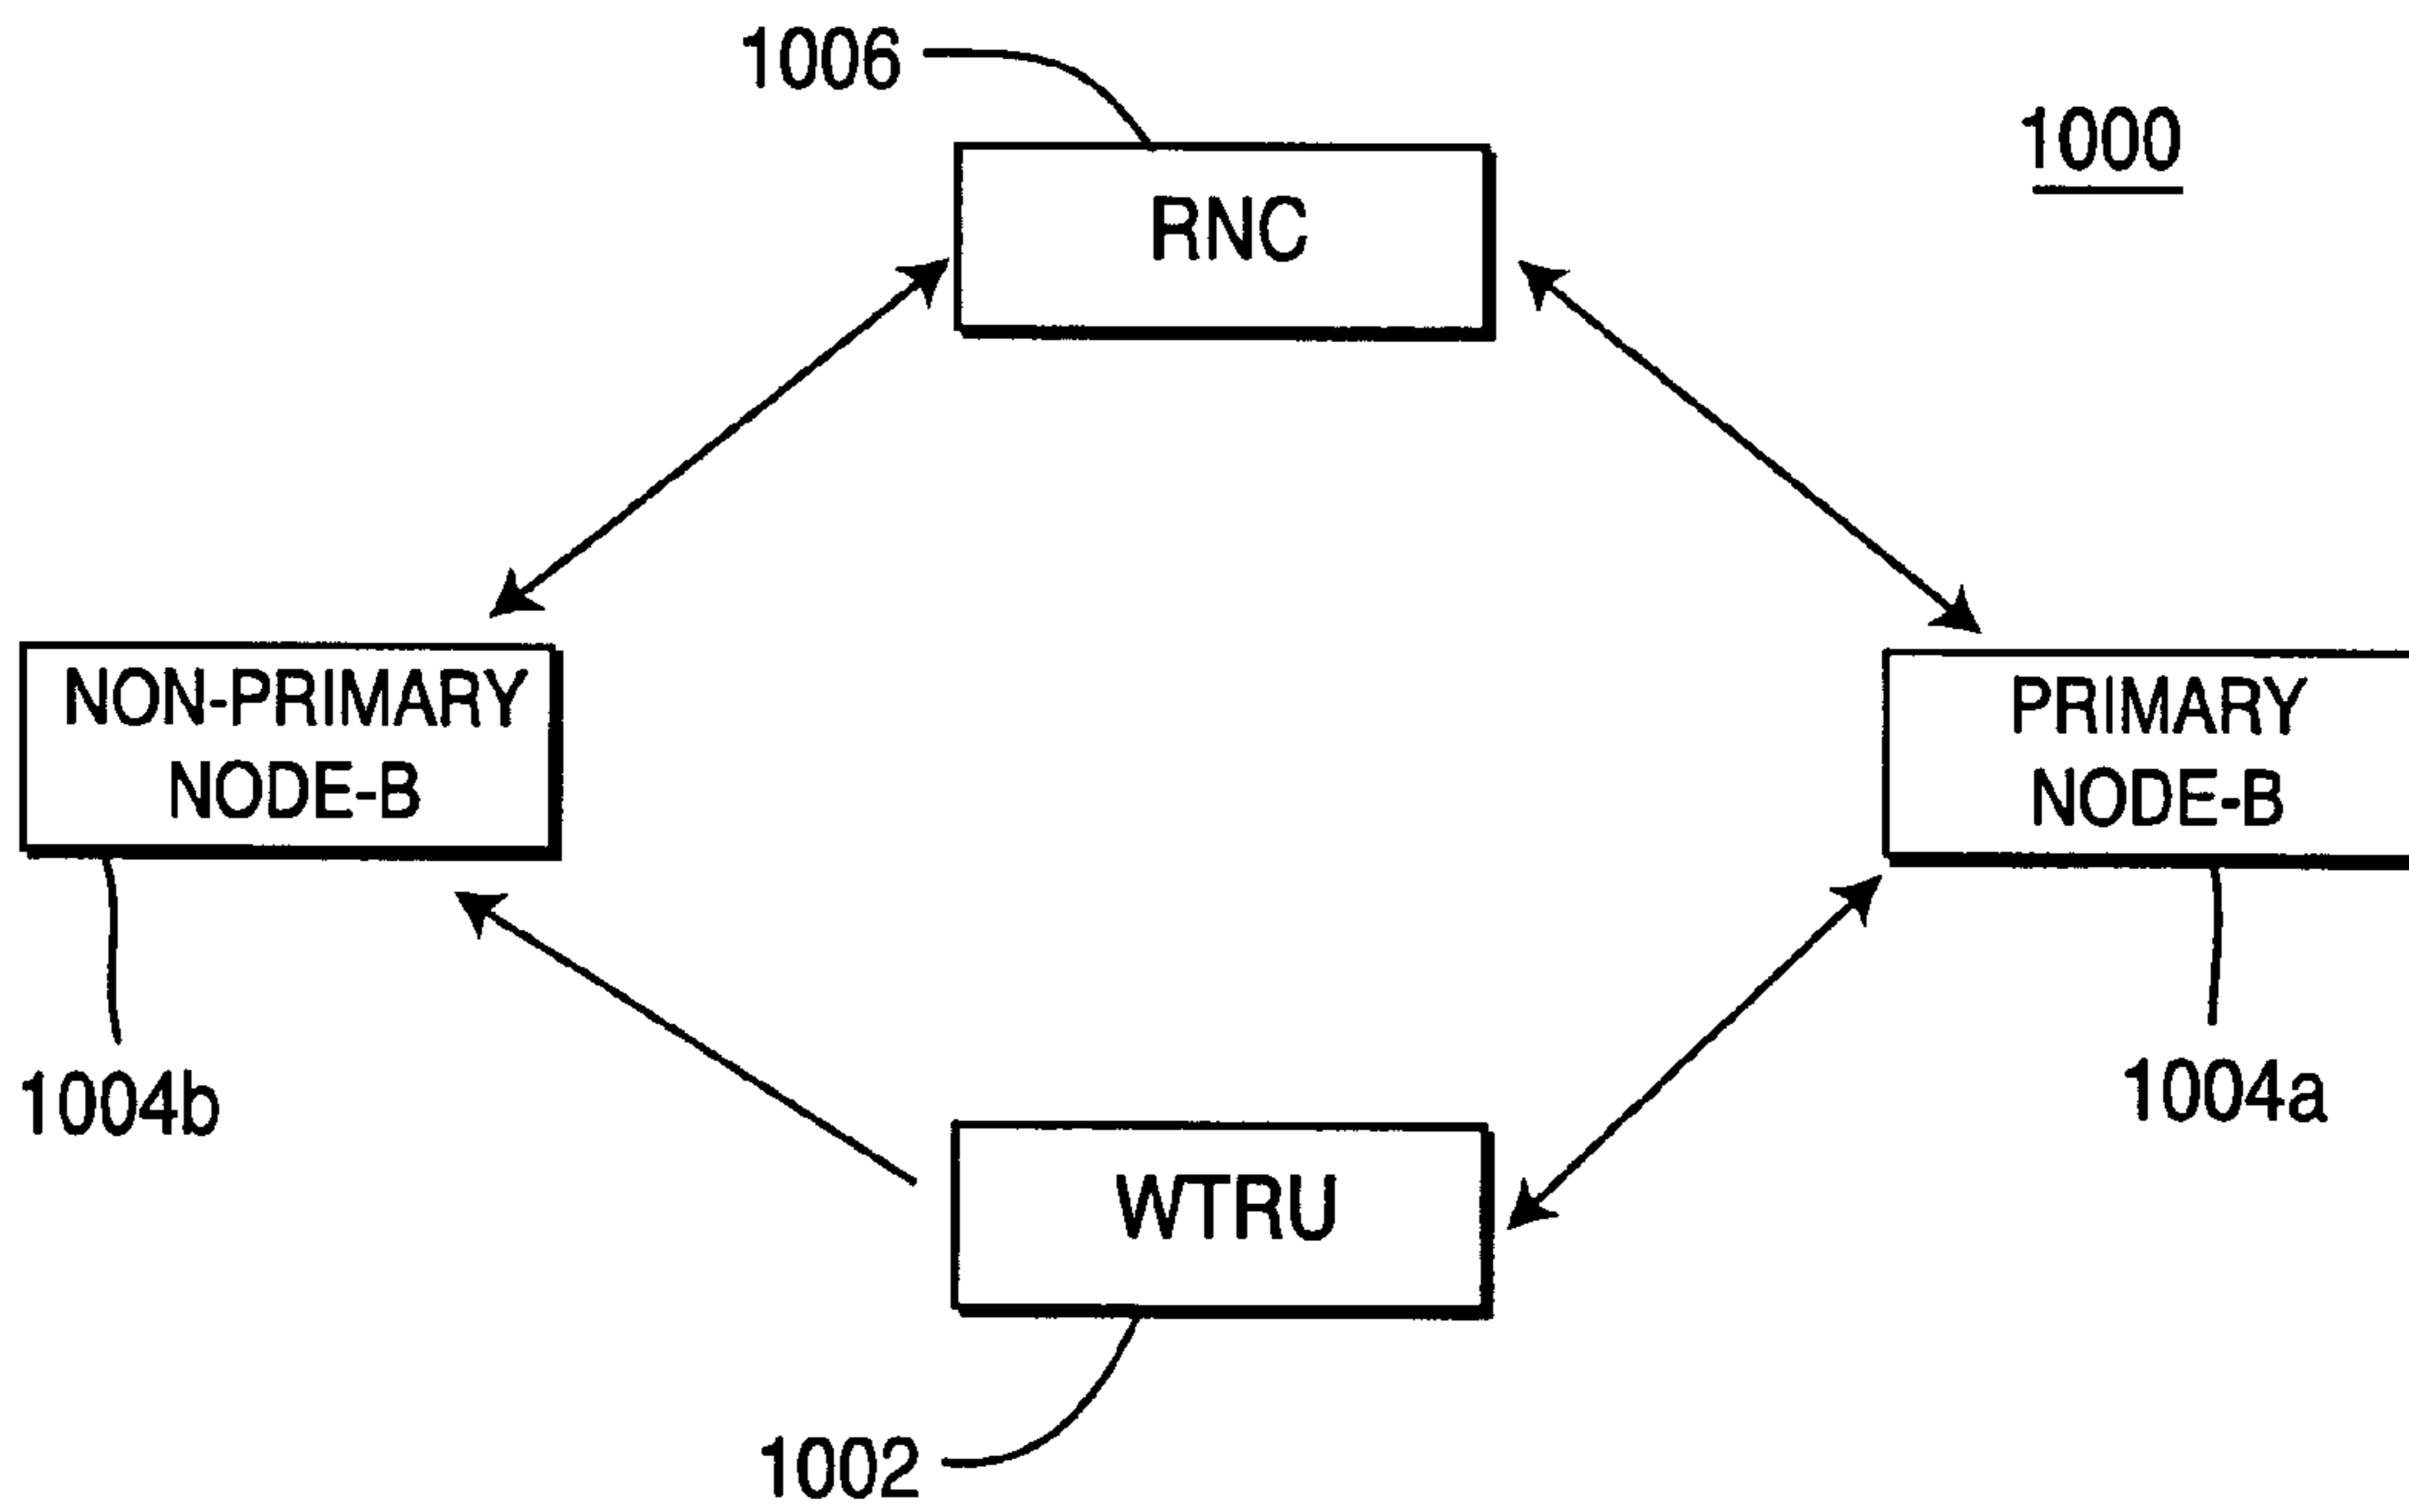 1006
1000
RNC
NON-PRIMARY
NODE-B
PRIMARY
NODE-B
1004b
1004a
WTRU
1002